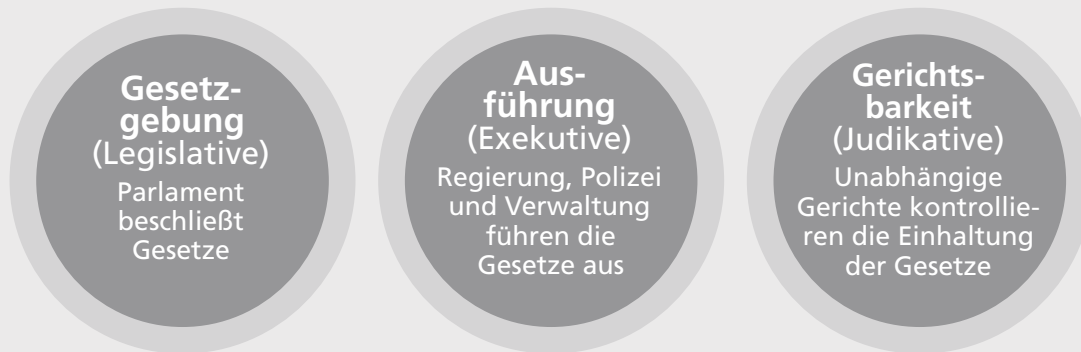 Gesetz-
gebung
(Legislative)
Parlament
beschließt
Gesetze
Aus-
führung
(Exekutive)
Regierung, Polizei
und Verwaltung
führen die
Gesetze aus
Gerichts-
barkeit
(Judikative)
Unabhängige
Gerichte kontrollie-
ren die Einhaltung
der Gesetze